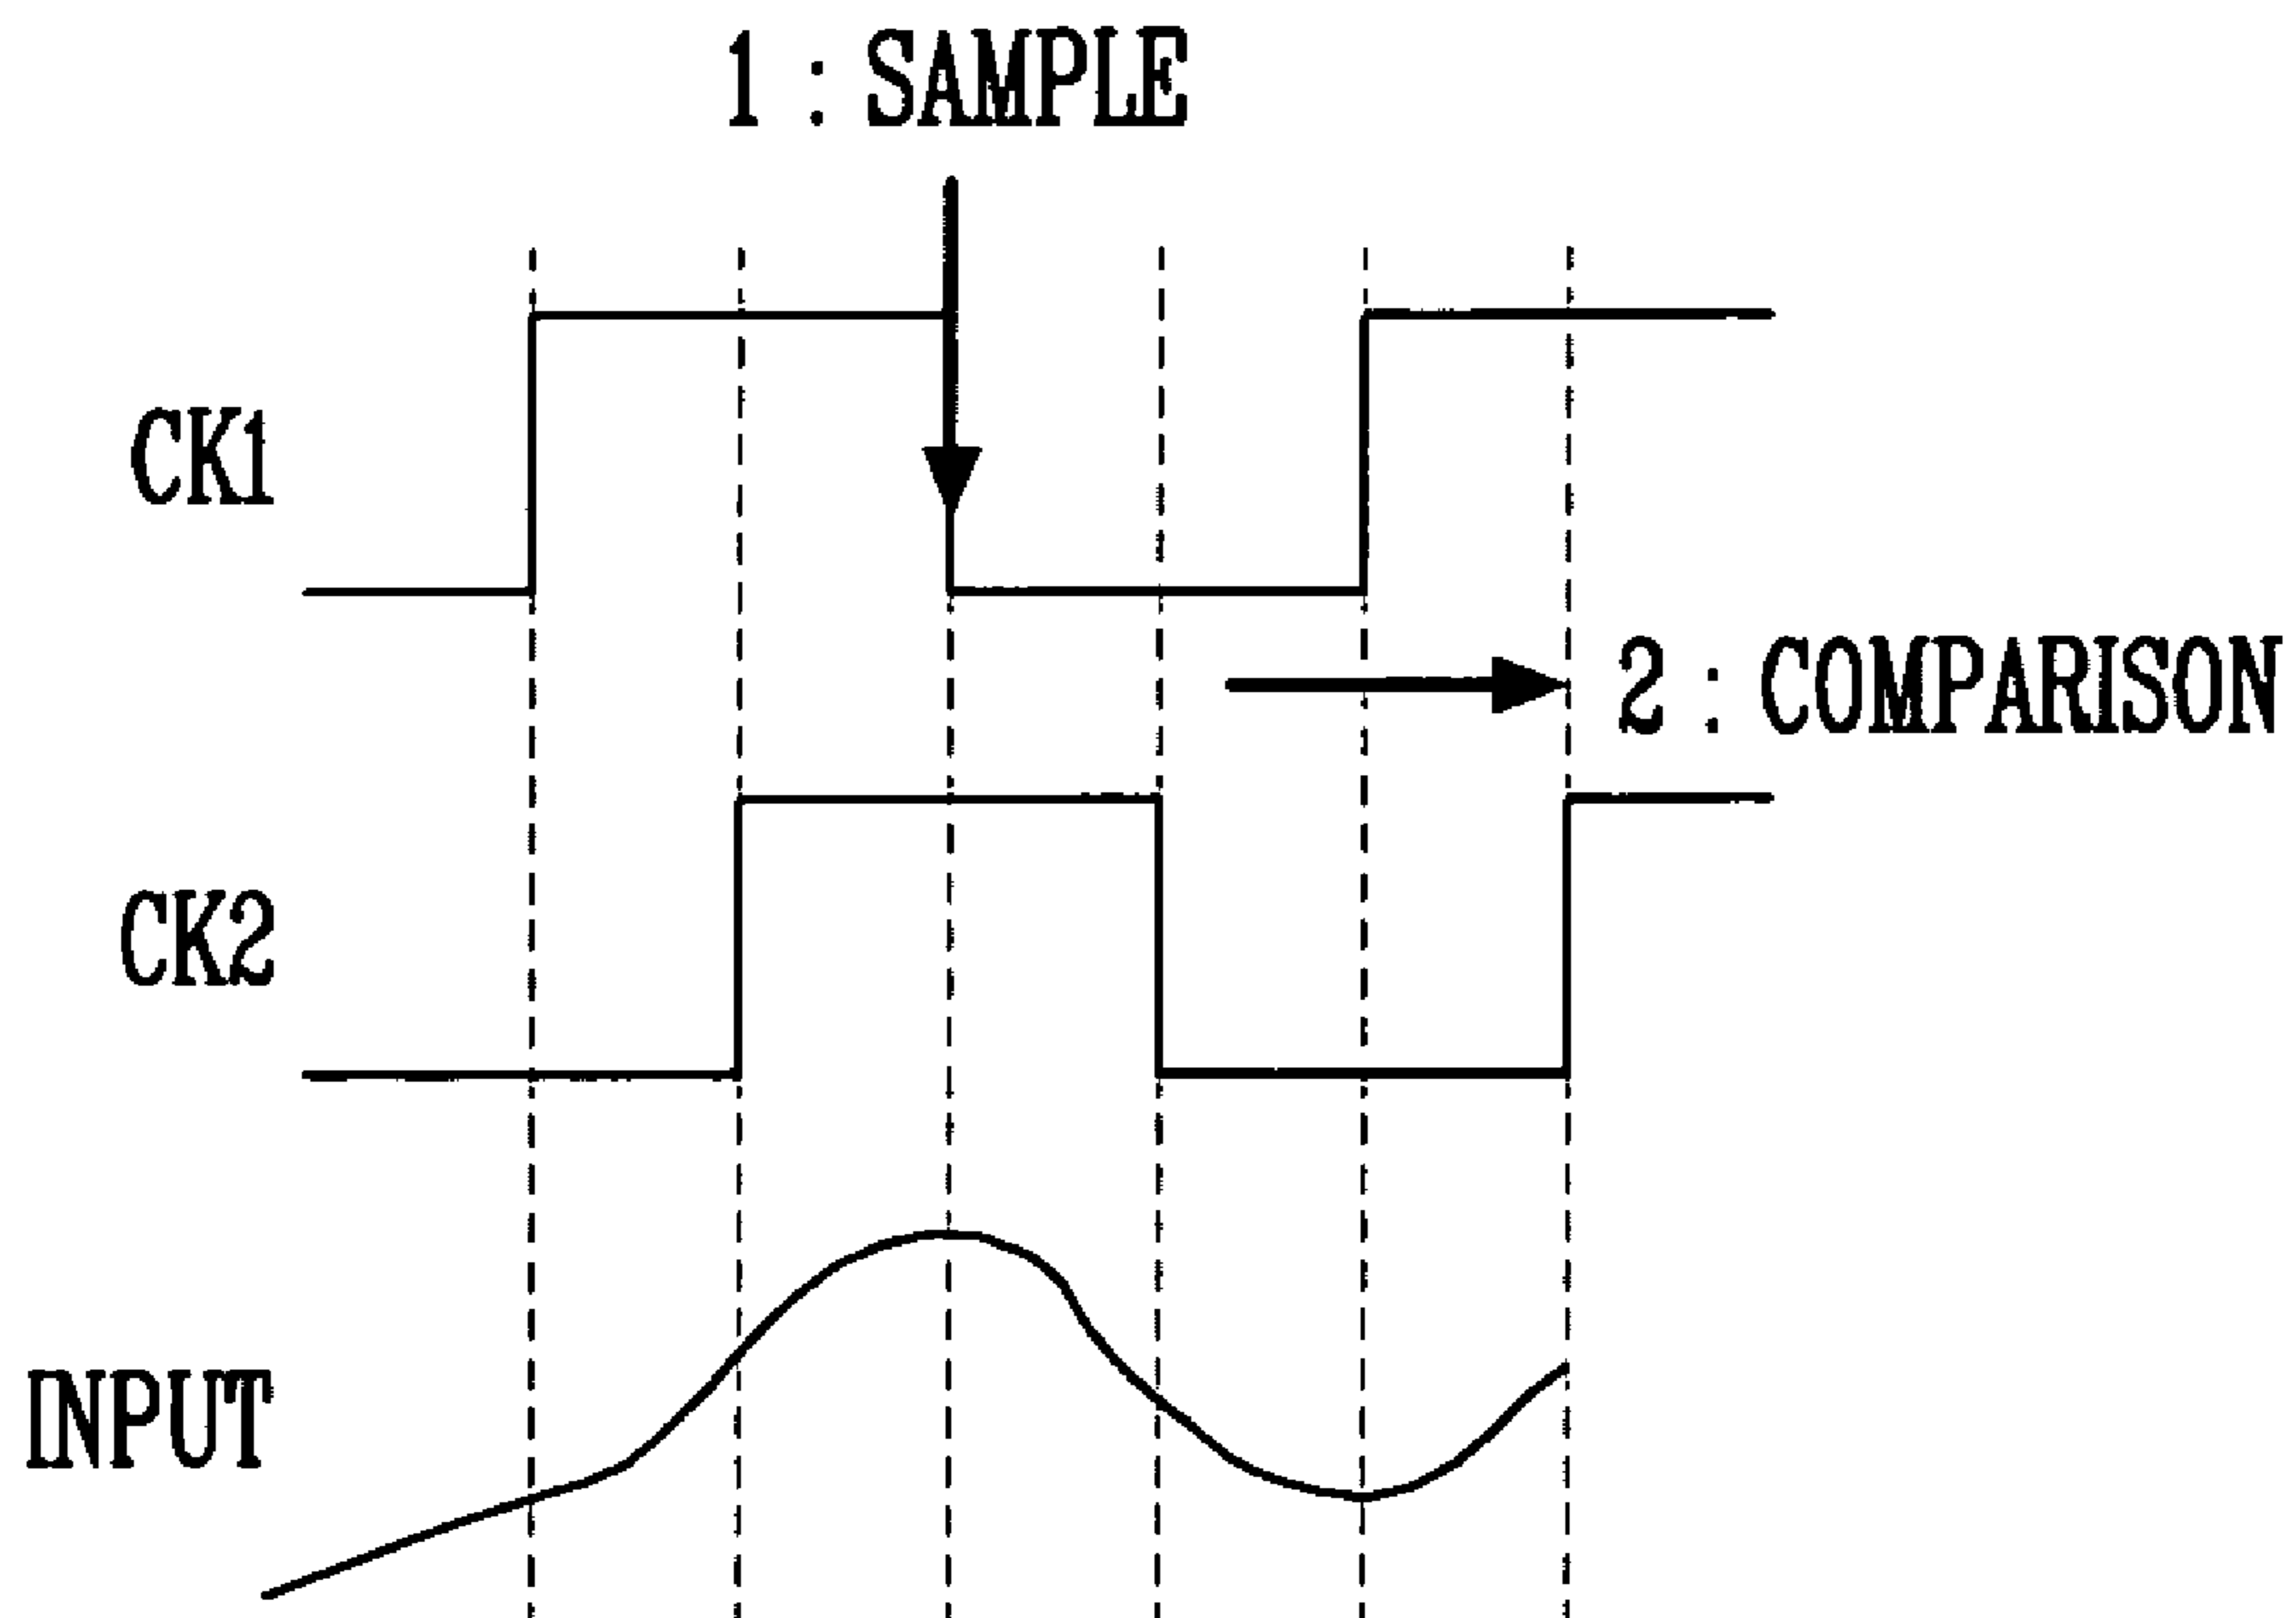 1 : SAMPLE
CK1
2 : COMPARISON
CK2
INPUT